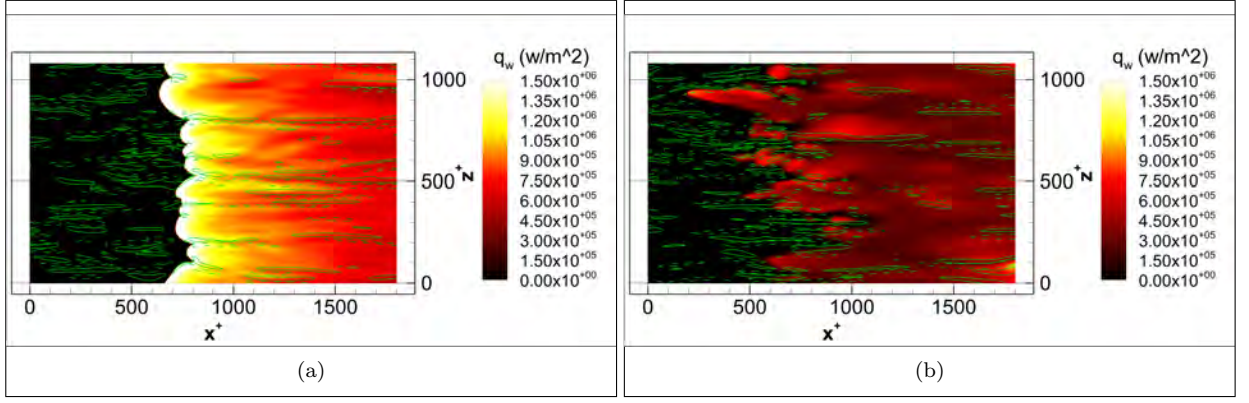 q_w (w/m^2)
1.50x10^+06
1.35x10^+06
1.20x10^+06
1.05x10^+06
9.00x10^+05
7.50x10^+05
6.00x10^+05
4.50x10^+05
3.00x10^+05
1.50x10^+05
0.00x10^+00
1000
500
0
z^+
0 500 1000 1500
x^+
(a)
q_w (w/m^2)
1.50x10^+06
1.35x10^+06
1.20x10^+06
1.05x10^+06
9.00x10^+05
7.50x10^+05
6.00x10^+05
4.50x10^+05
3.00x10^+05
1.50x10^+05
0.00x10^+00
1000
500
0
z^+
0 500 1000 1500
x^+
(b)